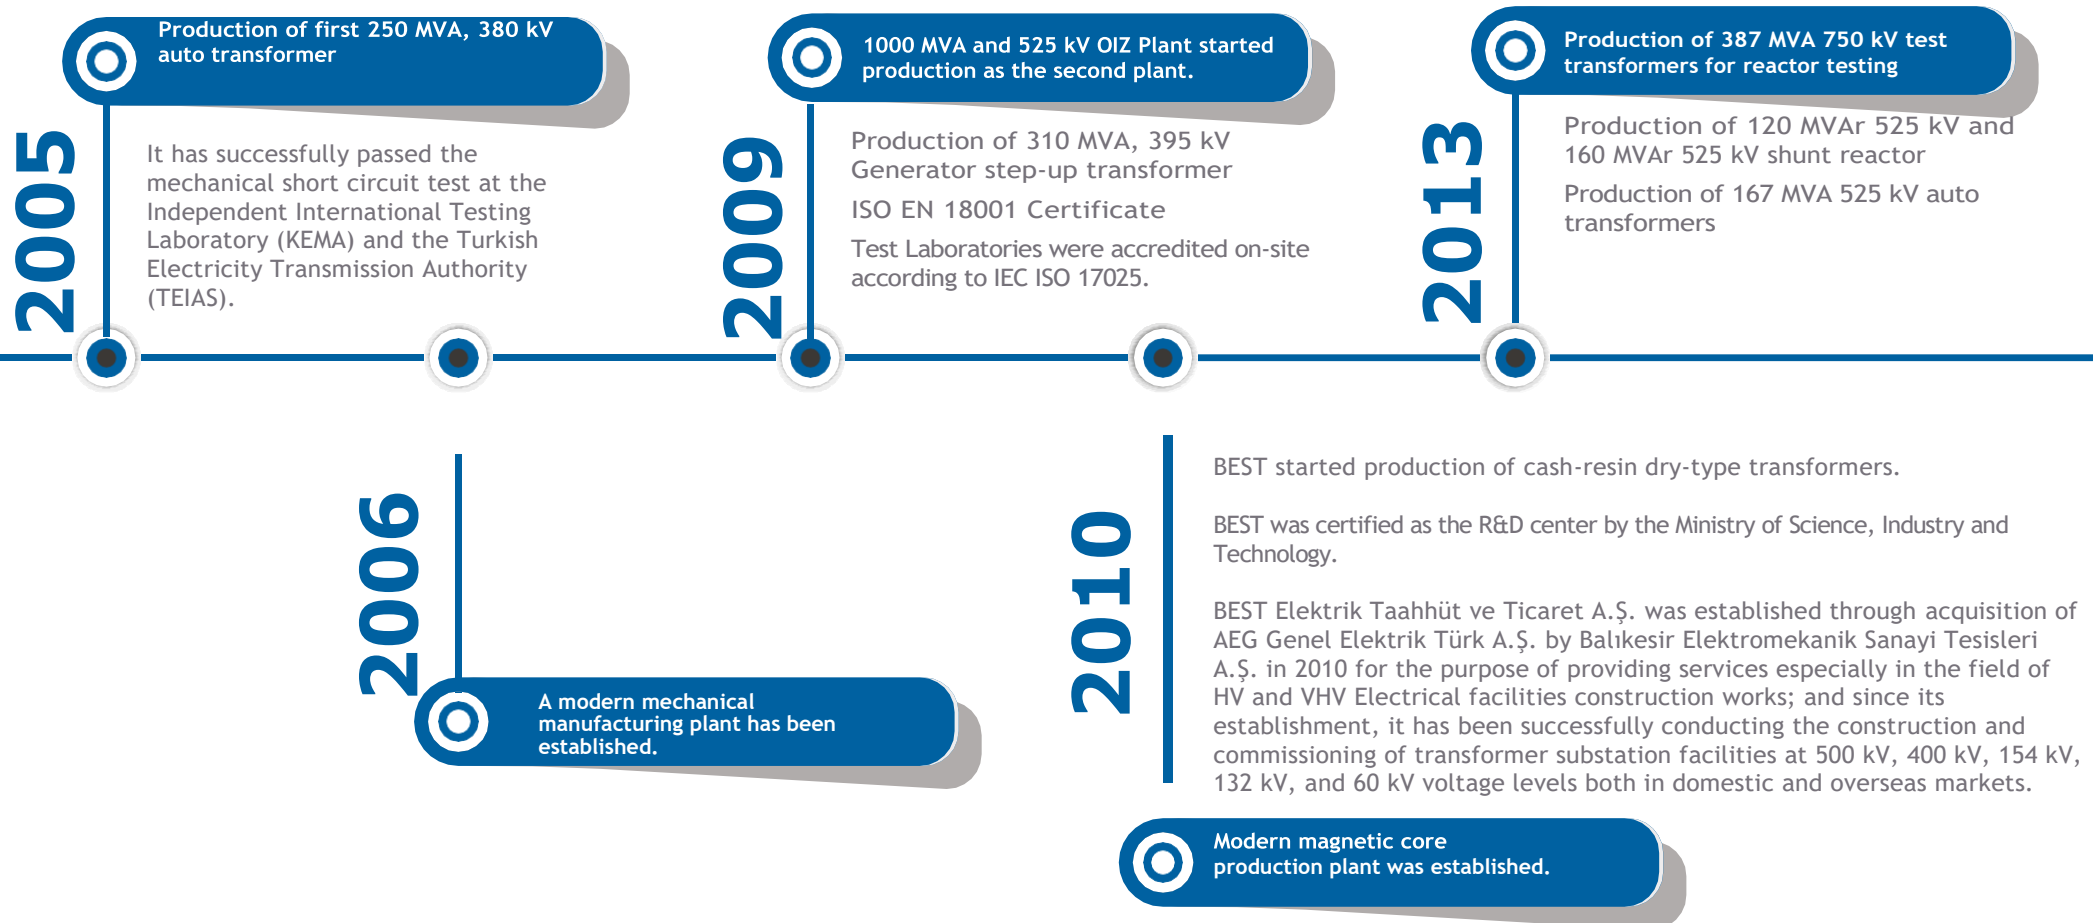 Production of first 250 MVA, 380 kV
auto transformer
2005
It has successfully passed the
mechanical short circuit test at the
Independent International Testing
Laboratory (KEMA) and the Turkish
Electricity Transmission Authority
(TEIAS).
2006
A modern mechanical
manufacturing plant has been
established.
1000 MVA and 525 kV OIZ Plant started
production as the second plant.
2009
Production of 310 MVA, 395 kV
Generator step-up transformer
ISO EN 18001 Certificate
Test Laboratories were accredited on-site
according to IEC ISO 17025.
2010
BEST started production of cash-resin dry-type transformers.
BEST was certified as the R&D center by the Ministry of Science, Industry and
Technology.
BEST Elektrik Taahhüt ve Ticaret A.Ş. was established through acquisition of
AEG Genel Elektrik Türk A.Ş. by Balıkesir Elektromekanik Sanayi Tesisleri
A.Ş. in 2010 for the purpose of providing services especially in the field of
HV and VHV Electrical facilities construction works; and since its
establishment, it has been successfully conducting the construction and
commissioning of transformer substation facilities at 500 kV, 400 kV, 154 kV,
132 kV, and 60 kV voltage levels both in domestic and overseas markets.
Modern magnetic core
production plant was established.
Production of 387 MVA 750 kV test
transformers for reactor testing
2013
Production of 120 MVAr 525 kV and
160 MVAr 525 kV shunt reactor
Production of 167 MVA 525 kV auto
transformers